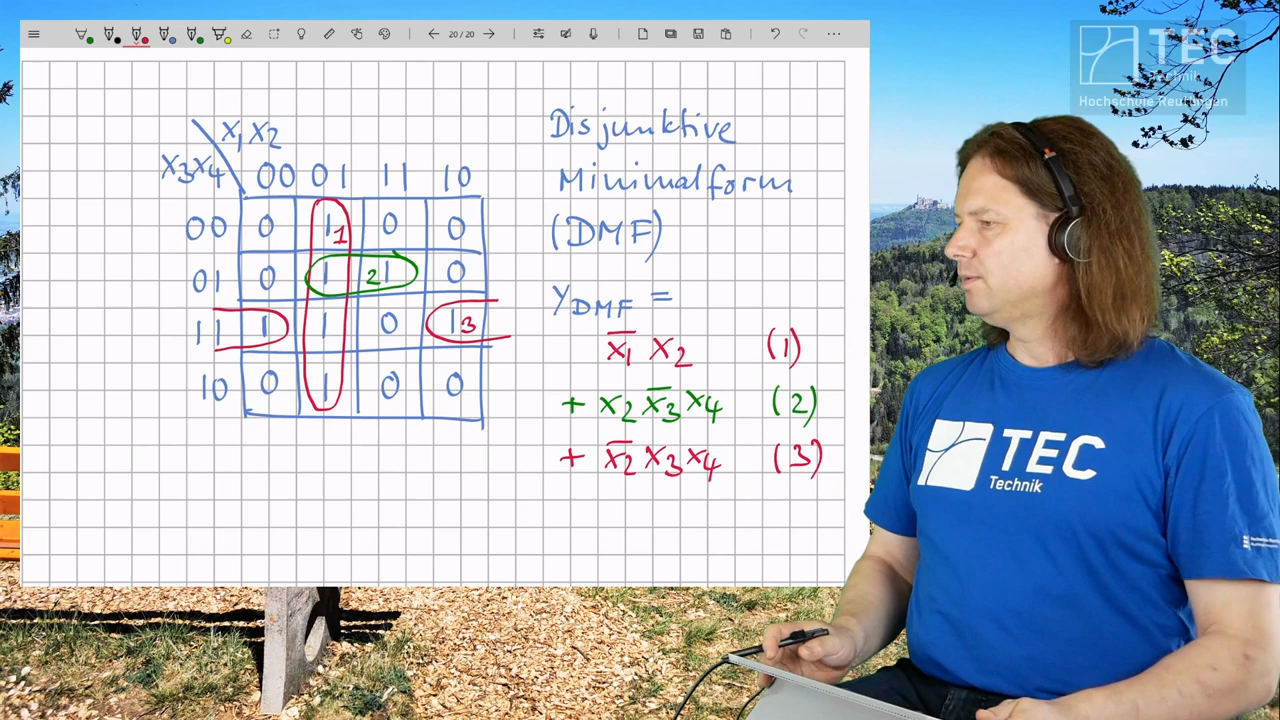 20 / 20
TEC
Technik
Hochschule Reutlingen
x₁x₂
x₃x₄ 00 01 11 10
00 0 1 1 0 0
01 0 1 2 1 0
11 1 1 0 1 3
10 0 1 0 0
Disjunktive
Minimalform
(DMF)
y_DMF =
x̅₁ x₂ (1)
+ x₂ x̅₃ x₄ (2)
+ x̅₂ x₃ x₄ (3)
TEC
Technik